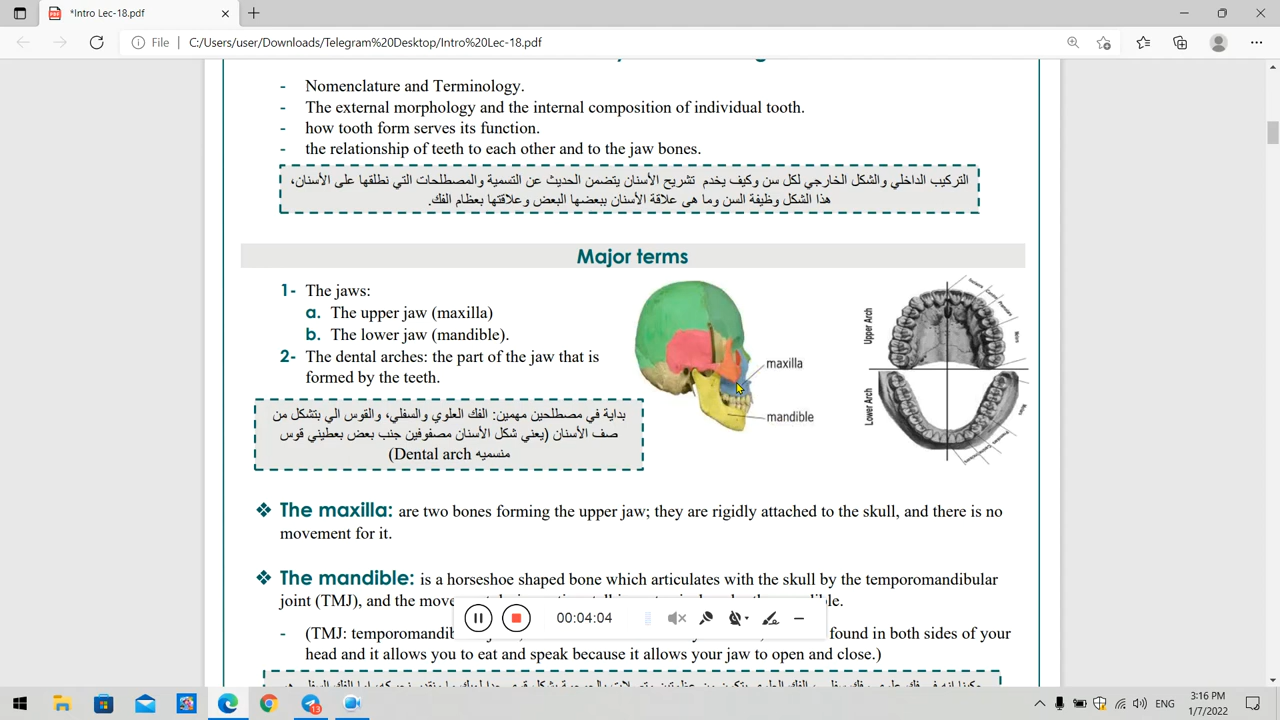 *Intro Lec-18.pdf
File
C:/Users/user/Downloads/Telegram%20Desktop/Intro%20Lec-18.pdf
- Nomenclature and Terminology.
- The external morphology and the internal composition of individual tooth.
- how tooth form serves its function.
- the relationship of teeth to each other and to the jaw bones.
تشريح الأسنان يتضمن الحديث عن التسمية والمصطلحات التي نطلقها على الأسنان، التركيب الداخلي والشكل الخارجي لكل سن وكيف يخدم
هذا الشكل وظيفة السن وما هي علاقة الأسنان ببعضها البعض وعلاقتها بعظام الفك.
Major terms
1- The jaws:
a. The upper jaw (maxilla)
b. The lower jaw (mandible).
2- The dental arches: the part of the jaw that is
formed by the teeth.
maxilla
mandible
Upper Arch
Lower Arch
بداية في مصطلحين مهمين: الفك العلوي والسفلي، والقوس الي بتشكل من
صف الأسنان (يعني شكل الأسنان مصفوفين جنب بعض بعطيني قوس
منسميه Dental arch)
❖ The maxilla: are two bones forming the upper jaw; they are rigidly attached to the skull, and there is no
movement for it.
❖ The mandible: is a horseshoe shaped bone which articulates with the skull by the temporomandibular
joint (TMJ), and the
- (TMJ:
found in both sides of your
head and it allows you to eat and speak because it allows your jaw to open and close.)
00:04:04
13
ENG
3:16 PM
1/7/2022